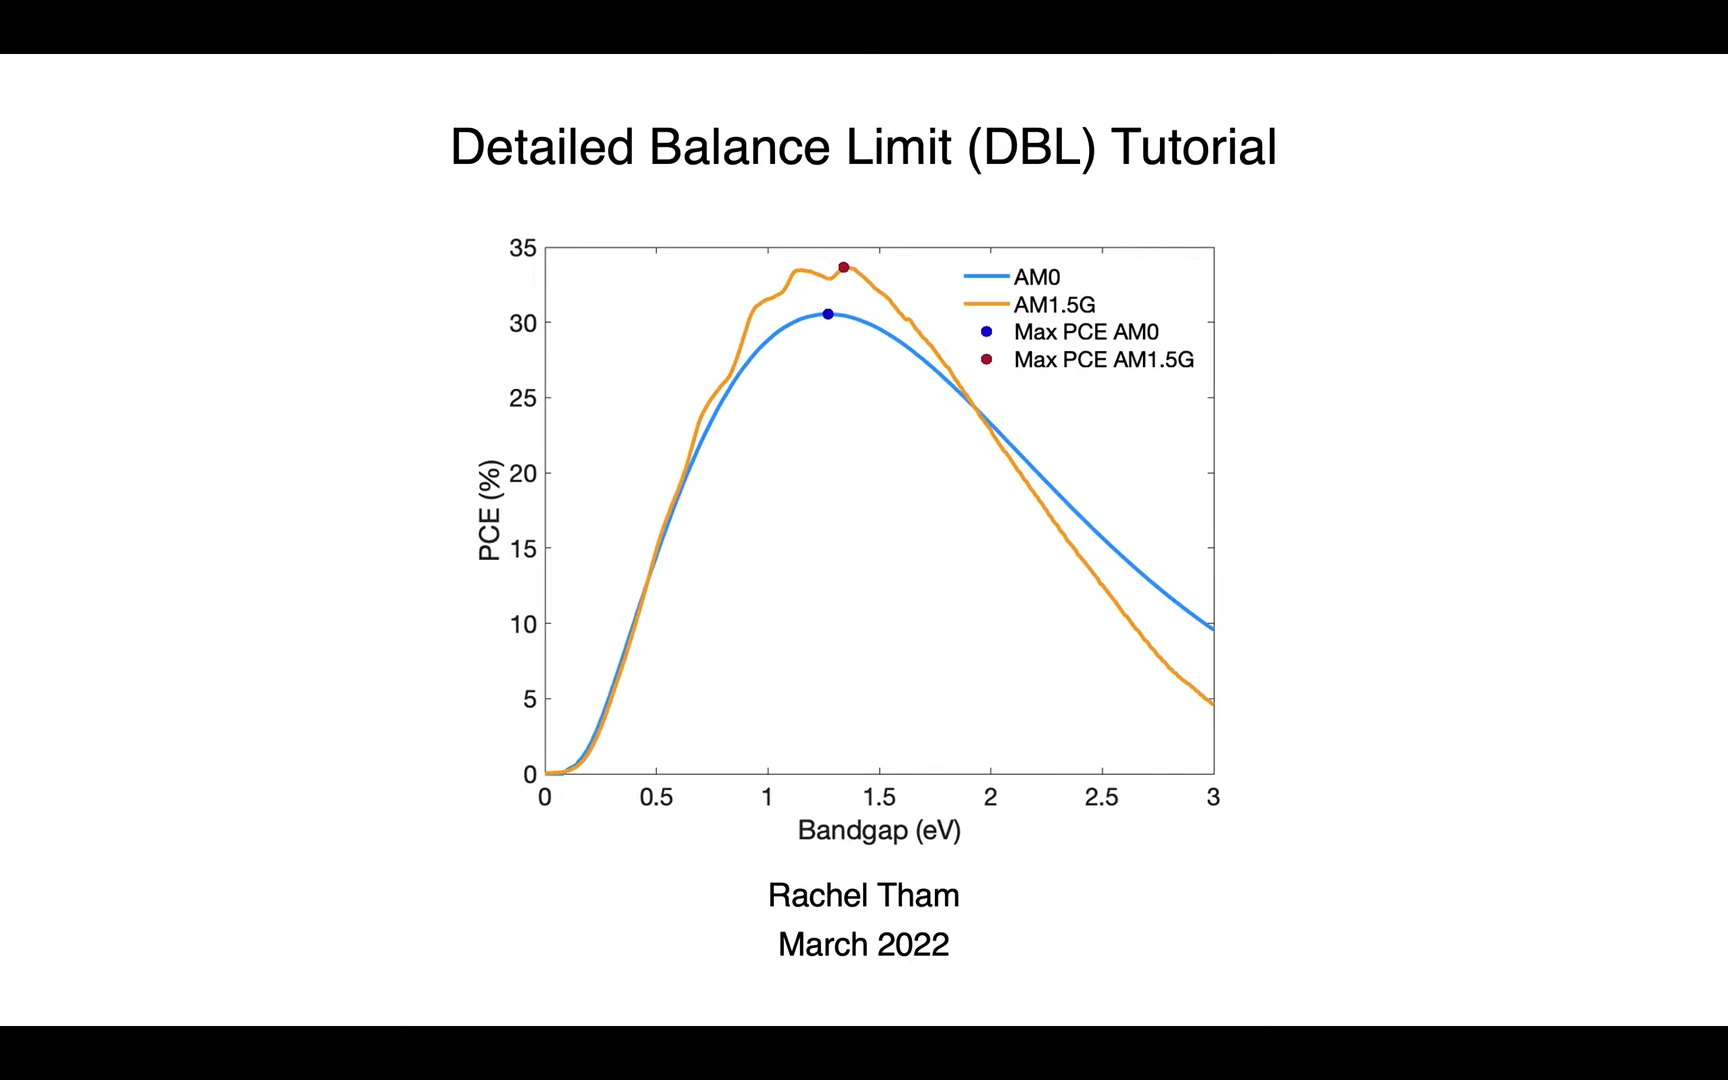 Detailed Balance Limit (DBL) Tutorial
35
30
25
20
15
10
5
0
PCE (%)
AM0
AM1.5G
Max PCE AM0
Max PCE AM1.5G
0 0.5 1 1.5 2 2.5 3
Bandgap (eV)
Rachel Tham
March 2022